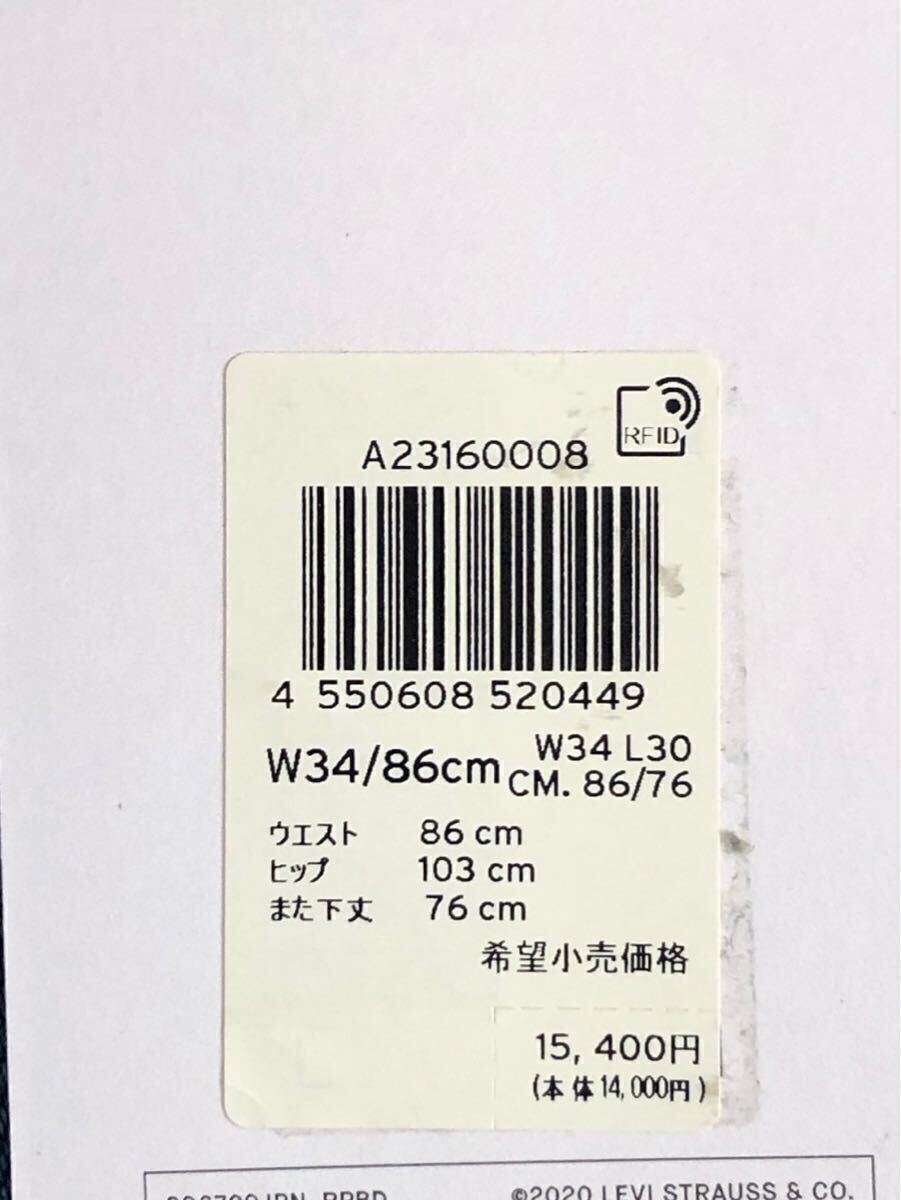 RFID
A23160008
4 550608 520449
W34/86cm
W34 L30
CM. 86/76
ウエスト 86 cm
ヒップ 103 cm
また下丈 76 cm
希望小売価格
15,400円
(本体14,000円)
©2020 LEVI STRAUSS & CO.